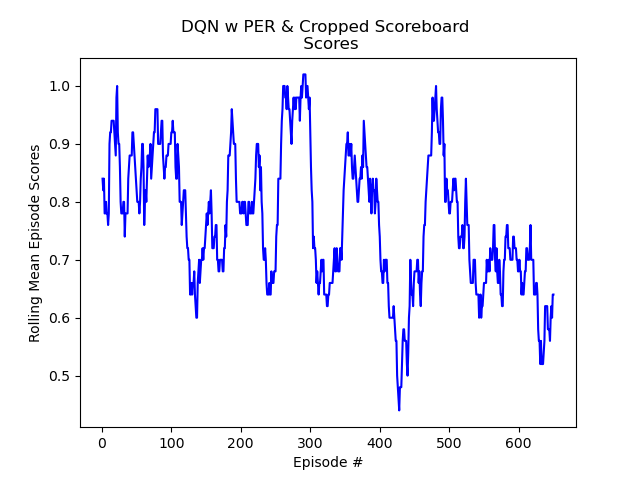 DQN w PER & Cropped Scoreboard
Scores
Rolling Mean Episode Scores
1.0
0.9
0.8
0.7
0.6
0.5
0 100 200 300 400 500 600
Episode #